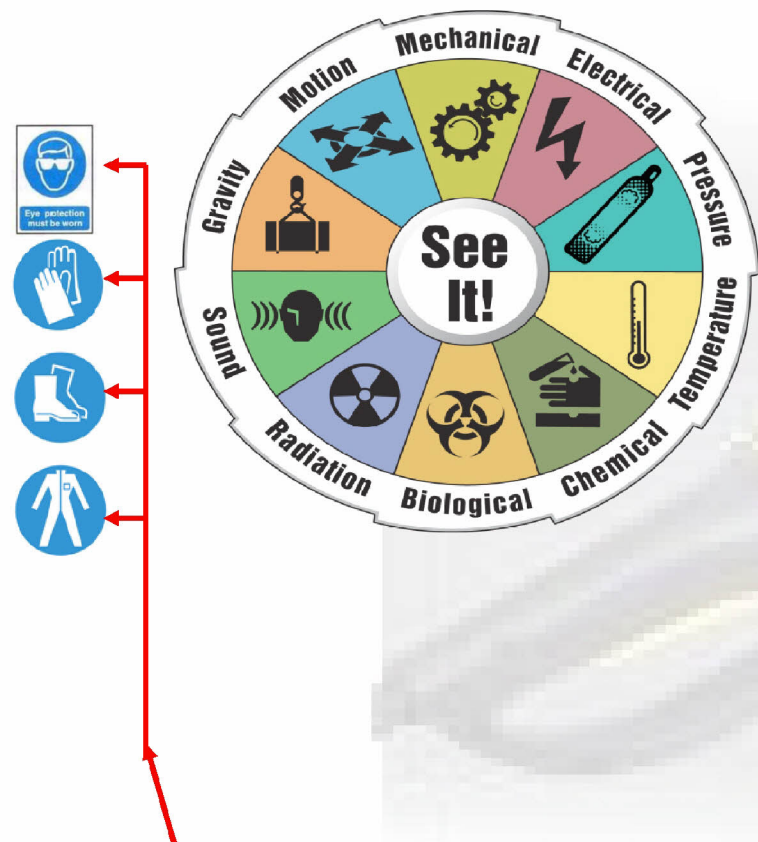 Eye protection
must be worn
Mechanical
Electrical
Pressure
Temperature
Chemical
Biological
Radiation
Sound
Gravity
Motion
See
It!